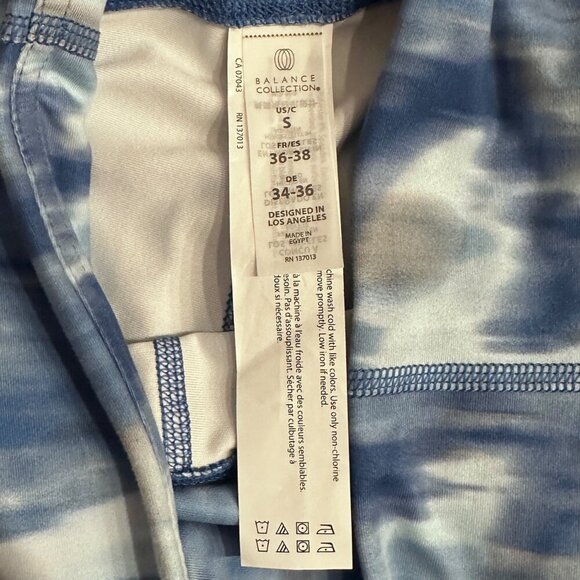 BALANCE
COLLECTION®
US/C
S
FR/ES
36-38
DE
34-36
DESIGNED IN
LOS ANGELES
MADE IN
EGYPT
RN 137013
CA 07043
RN 137013
chine wash cold with like colors. Use only non-chlorine
move promptly. Low iron if needed.
à la machine à l'eau froide avec des couleurs semblables.
esoin. Pas d'assouplissant. Sécher par culbutage à
doux si nécessaire.